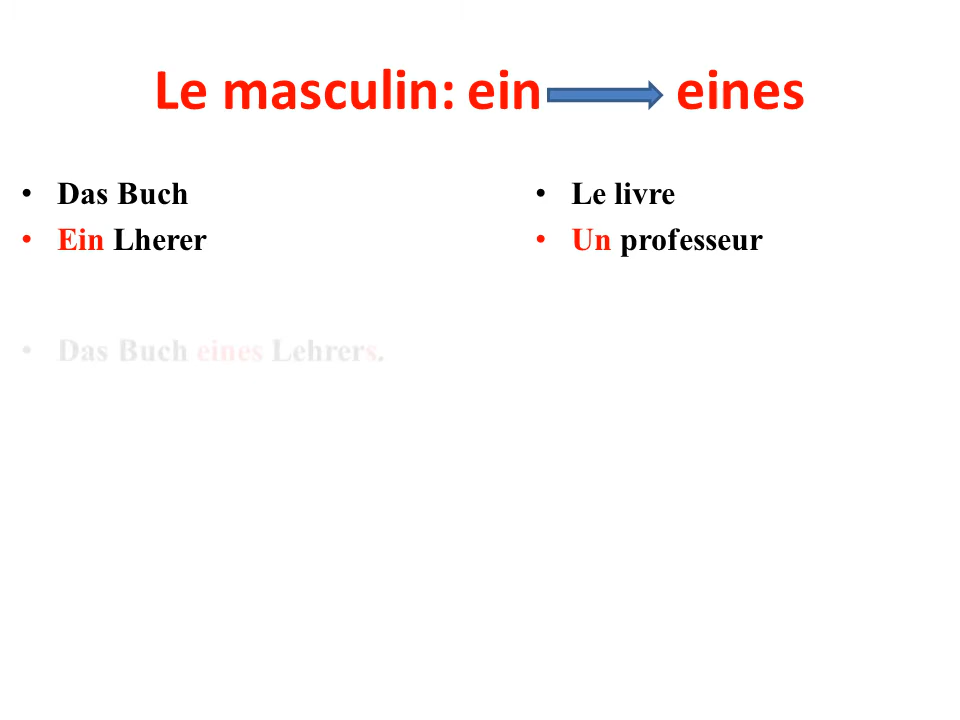 Le masculin: ein eines
• Das Buch
• Ein Lherer
• Das Buch eines Lehrers.
• Le livre
• Un professeur